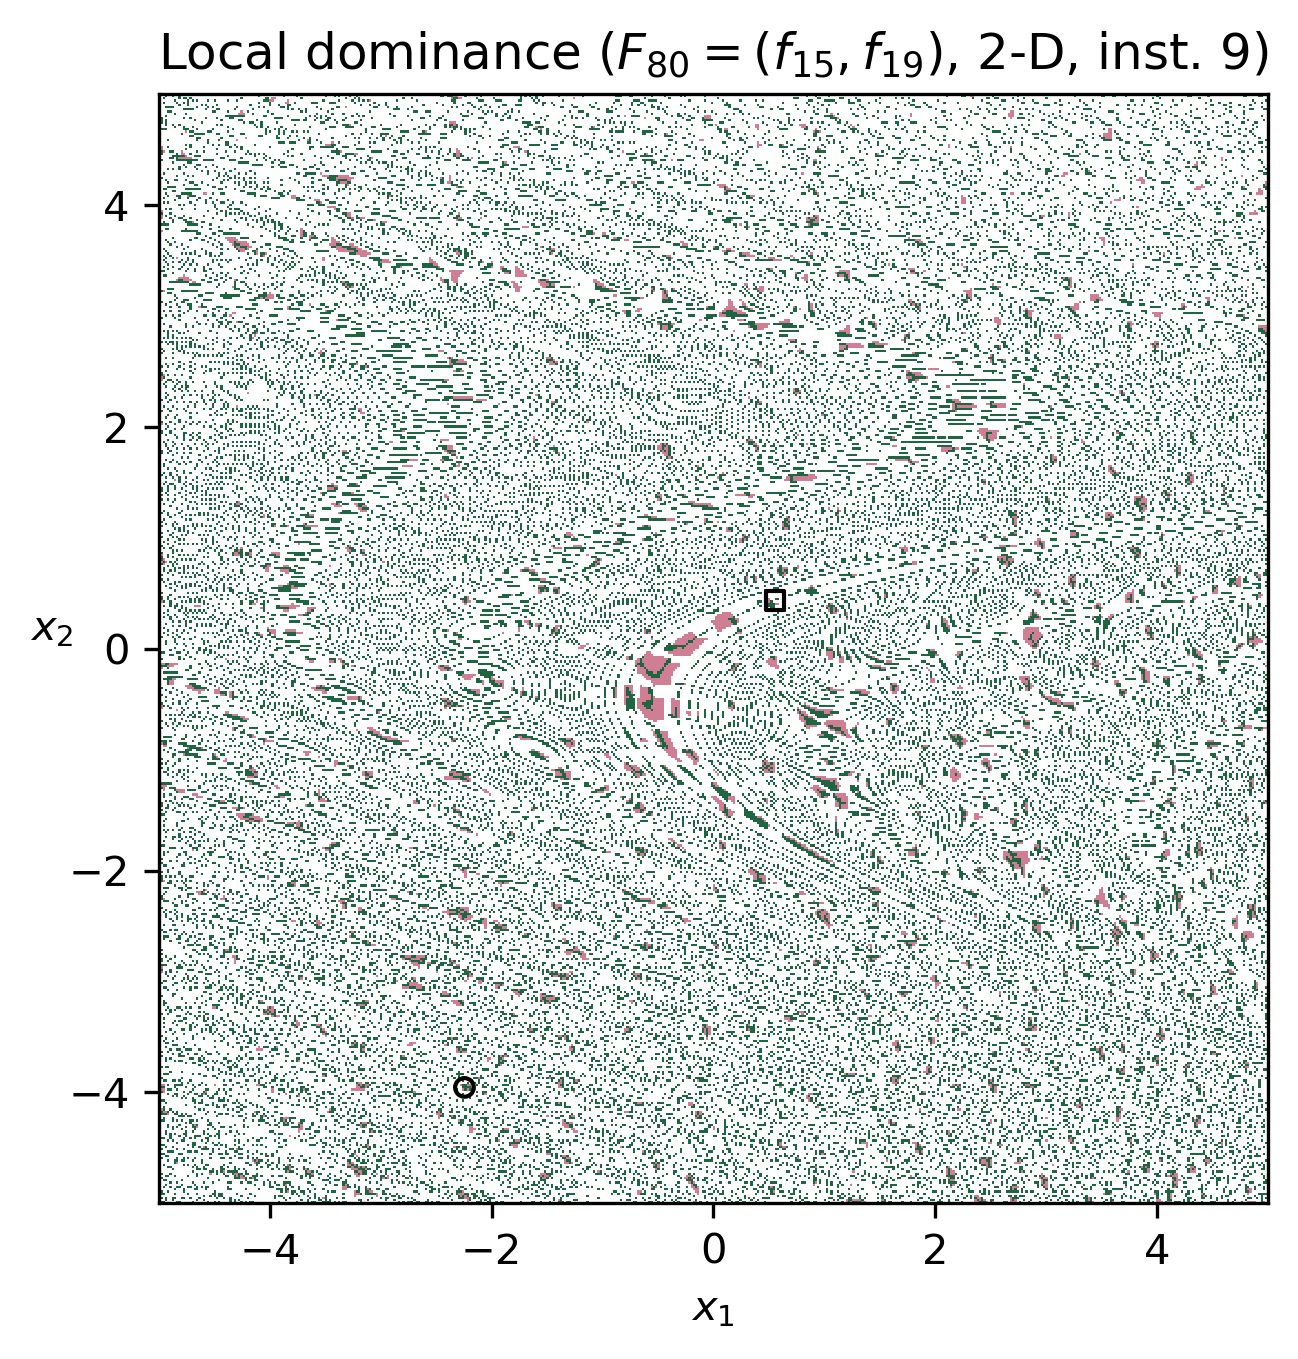 Local dominance (F₈₀ = (f₁₅, f₁₉), 2-D, inst. 9)
4
2
x₂
0
−2
−4
−4 −2 0 2 4
x₁